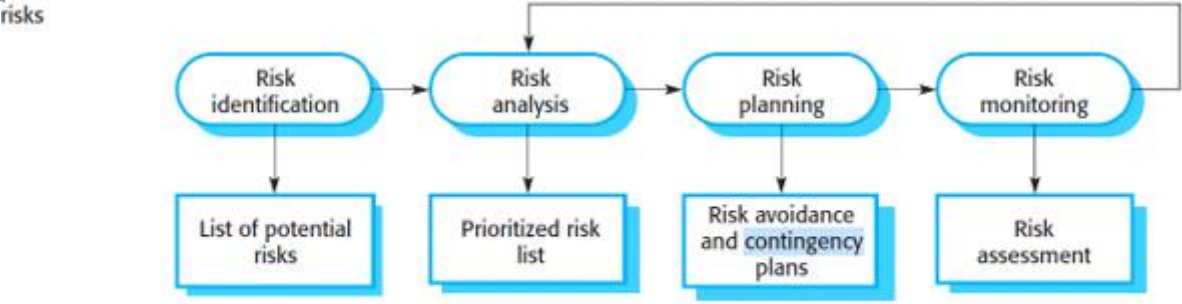 risks
Risk
identification
Risk
analysis
Risk
planning
Risk
monitoring
List of potential
risks
Prioritized risk
list
Risk avoidance
and contingency
plans
Risk
assessment